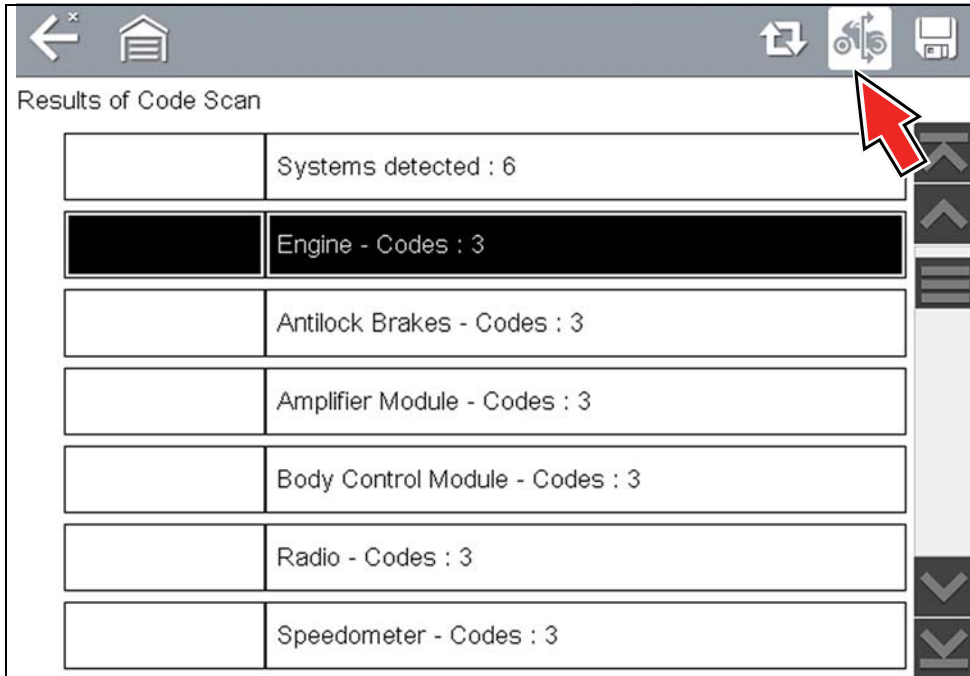 Results of Code Scan
Systems detected : 6
Engine - Codes : 3
Antilock Brakes - Codes : 3
Amplifier Module - Codes : 3
Body Control Module - Codes : 3
Radio - Codes : 3
Speedometer - Codes : 3